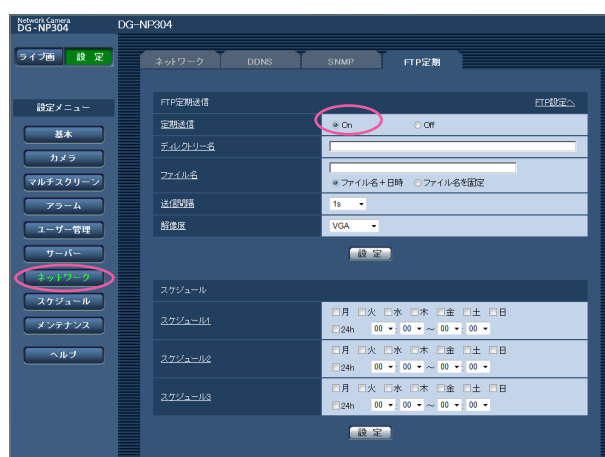 Network Camera
DG-NP304 DG-NP304
ライブ画 設 定
ネットワーク DDNS SNMP FTP定期
設定メニュー
基本
カメラ
マルチスクリーン
アラーム
ユーザー管理
サーバー
ネットワーク
スケジュール
メンテナンス
ヘルプ
FTP定期送信 FTP設定へ
定期送信 On Off
ディレクトリー名
ファイル名
ファイル名+日時 ファイル名を固定
送信間隔 1s
解像度 VGA
設 定
スケジュール
スケジュール1 月 火 水 木 金 土 日
24h 00 : 00 ～ 00 : 00
スケジュール2 月 火 水 木 金 土 日
24h 00 : 00 ～ 00 : 00
スケジュール3 月 火 水 木 金 土 日
24h 00 : 00 ～ 00 : 00
設 定